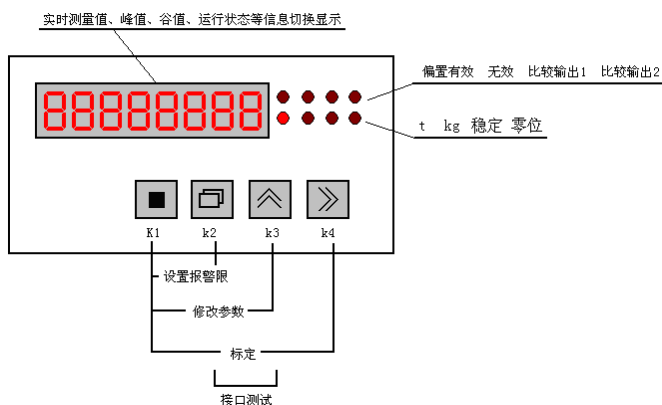 实时测量值、峰值、谷值、运行状态等信息切换显示
偏置有效 无效 比较输出1 比较输出2
88888888
t kg 稳定 零位
K1 k2 k3 k4
设置报警限
修改参数
标定
接口测试